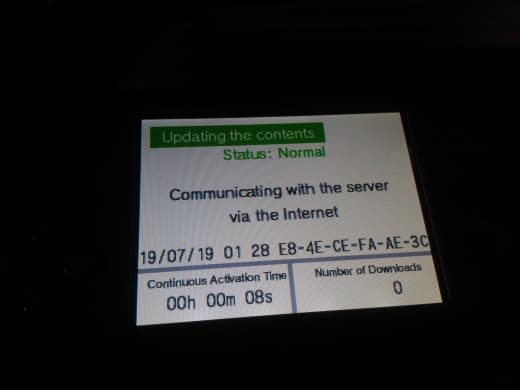 Updating the contents
Status: Normal
Communicating with the server
via the Internet
19/07/19 01 28 E8-4E-CE-FA-AE-3C
Continuous Activation Time
00h 00m 08s
Number of Downloads
0